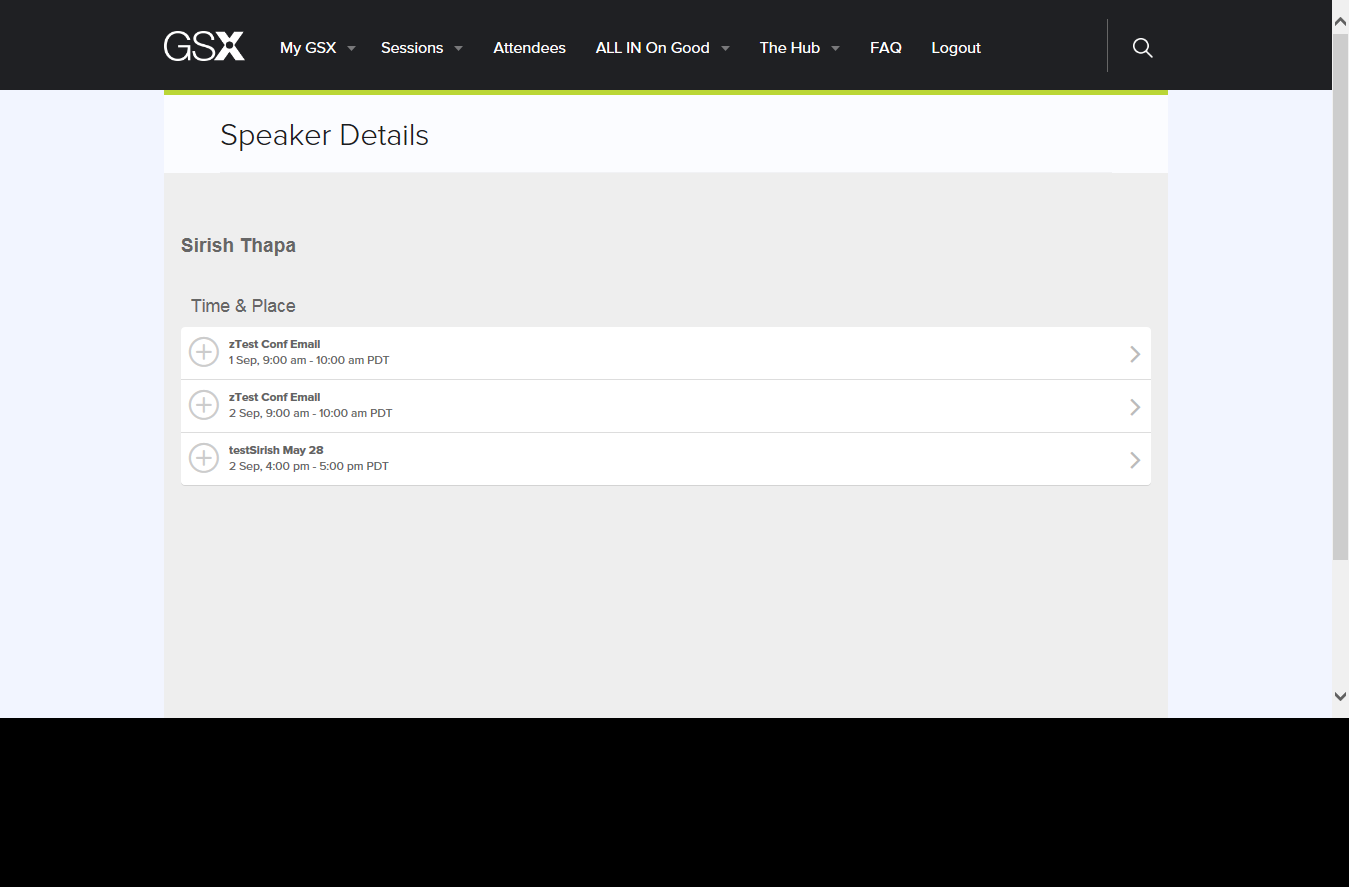 GSX My GSX Sessions Attendees ALL IN On Good The Hub FAQ Logout
Speaker Details
Sirish Thapa
Time & Place
zTest Conf Email
1 Sep, 9:00 am - 10:00 am PDT
zTest Conf Email
2 Sep, 9:00 am - 10:00 am PDT
testSirish May 28
2 Sep, 4:00 pm - 5:00 pm PDT